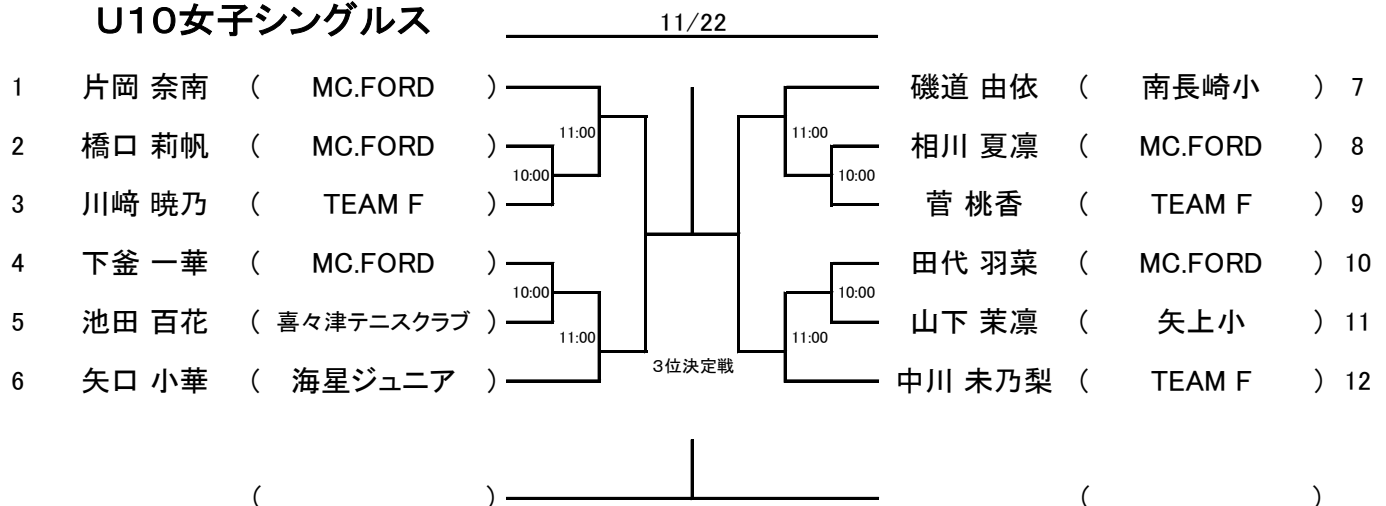 U10女子シングルス
11/22
1 片岡 奈南 ( MC.FORD ) 磯道 由依 ( 南長崎小 ) 7
11:00 11:00
2 橋口 莉帆 ( MC.FORD ) 相川 夏凛 ( MC.FORD ) 8
10:00 10:00
3 川﨑 暁乃 ( TEAM F ) 菅 桃香 ( TEAM F ) 9
4 下釜 一華 ( MC.FORD ) 田代 羽菜 ( MC.FORD ) 10
10:00 10:00
5 池田 百花 ( 喜々津テニスクラブ ) 山下 茉凛 ( 矢上小 ) 11
11:00 11:00
3位決定戦
6 矢口 小華 ( 海星ジュニア ) 中川 未乃梨 ( TEAM F ) 12
( ) ( )